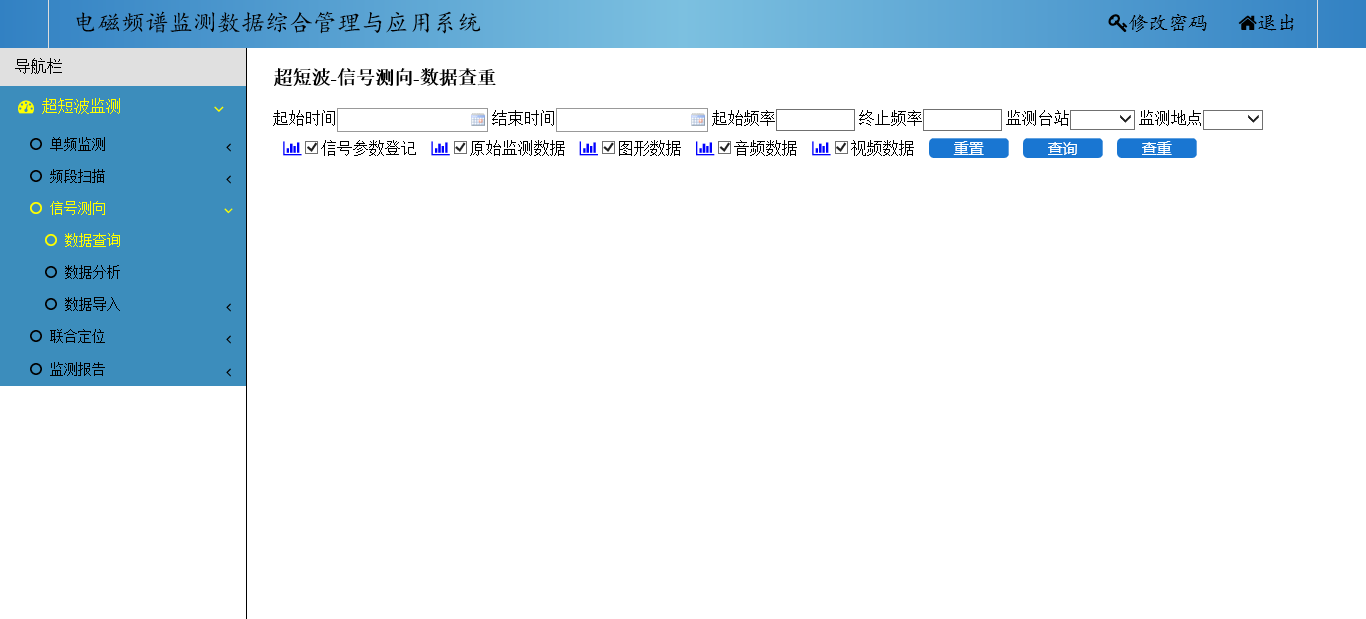 电磁频谱监测数据综合管理与应用系统 修改密码 退出
导航栏
超短波监测
单频监测
频段扫描
信号测向
数据查询
数据分析
数据导入
联合定位
监测报告
超短波-信号测向-数据查重
起始时间 结束时间 起始频率 终止频率 监测台站 监测地点
信号参数登记 原始监测数据 图形数据 音频数据 视频数据 重置 查询 查重